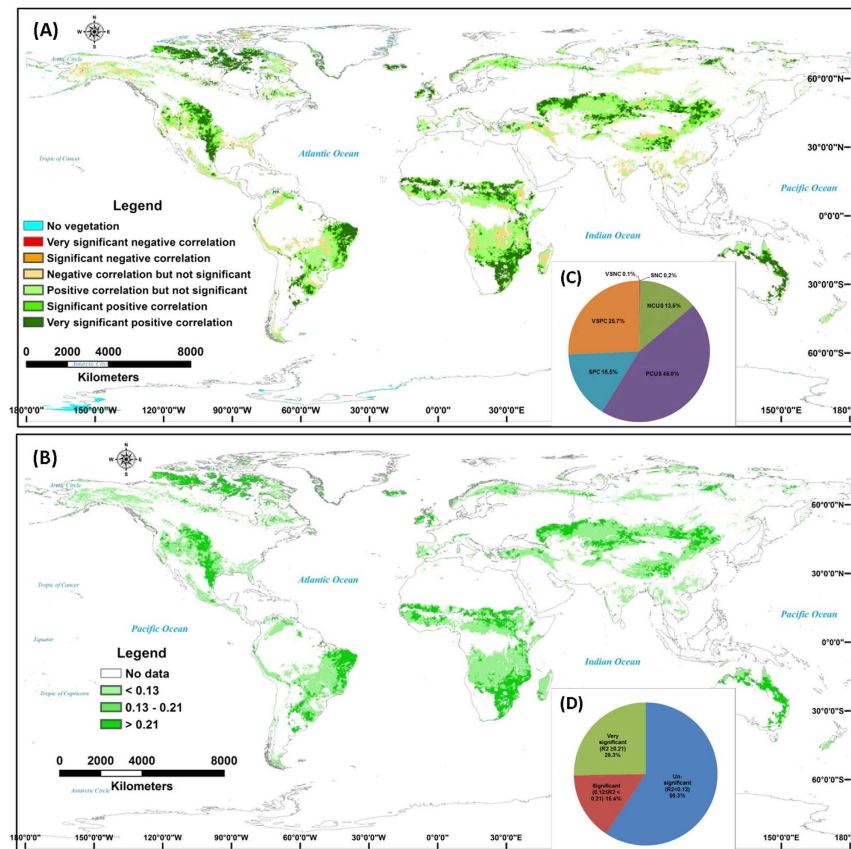 (A)
N
W
E
S
Arctic Circle
60°0'0"N
Atlantic Ocean
Tropic of Cancer
30°0'0"N
Pacific Ocean
Legend
No vegetation
Very significant negative correlation
Significant negative correlation
Negative correlation but not significant
Positive correlation but not significant
Significant positive correlation
Very significant positive correlation
0°0'0"
Indian Ocean
30°0'0"S
0 2000 4000 8000
Kilometers
60°0'0"S
(C)
VSNC 0.1%
SNC 0.2%
NCUS 13.5%
PCUS 45.0%
SPC 15.5%
180°0'0"
150°0'0"W
120°0'0"W
90°0'0"W
60°0'0"W
30°0'0"W
0°0'0"
30°0'0"E
150°0'0"E
(B)
N
W
E
S
Arctic Circle
60°0'0"N
Atlantic Ocean
Tropic of Cancer
30°0'0"N
Pacific Ocean
Pacific Ocean
Equator
0°0'0"
Legend
No data
< 0.13
0.13 - 0.21
> 0.21
Tropic of Capricorn
Indian Ocean
30°0'0"S
0 2000 4000 8000
Kilometers
Antarctic Circle
60°0'0"S
(D)
Very
significant
(R2 ≥0.21)
Un-
significant
(R2<0.12)
59.3%
Significant
(0.12≤R2 <
0.21) 15.4%
180°0'0"
150°0'0"W
120°0'0"W
90°0'0"W
60°0'0"W
30°0'0"W
0°0'0"
30°0'0"E
150°0'0"E